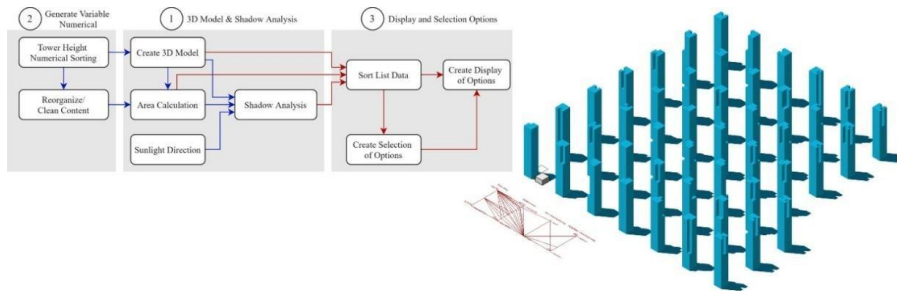 2
Generate Variable
Numerical
1
3D Model & Shadow Analysis
3
Display and Selection Options
Tower Height
Numerical Sorting
Create 3D Model
Sort List Data
Create Display
of Options
Reorganize/
Clean Content
Area Calculation
Shadow Analysis
Sunlight Direction
Create Selection
of Options